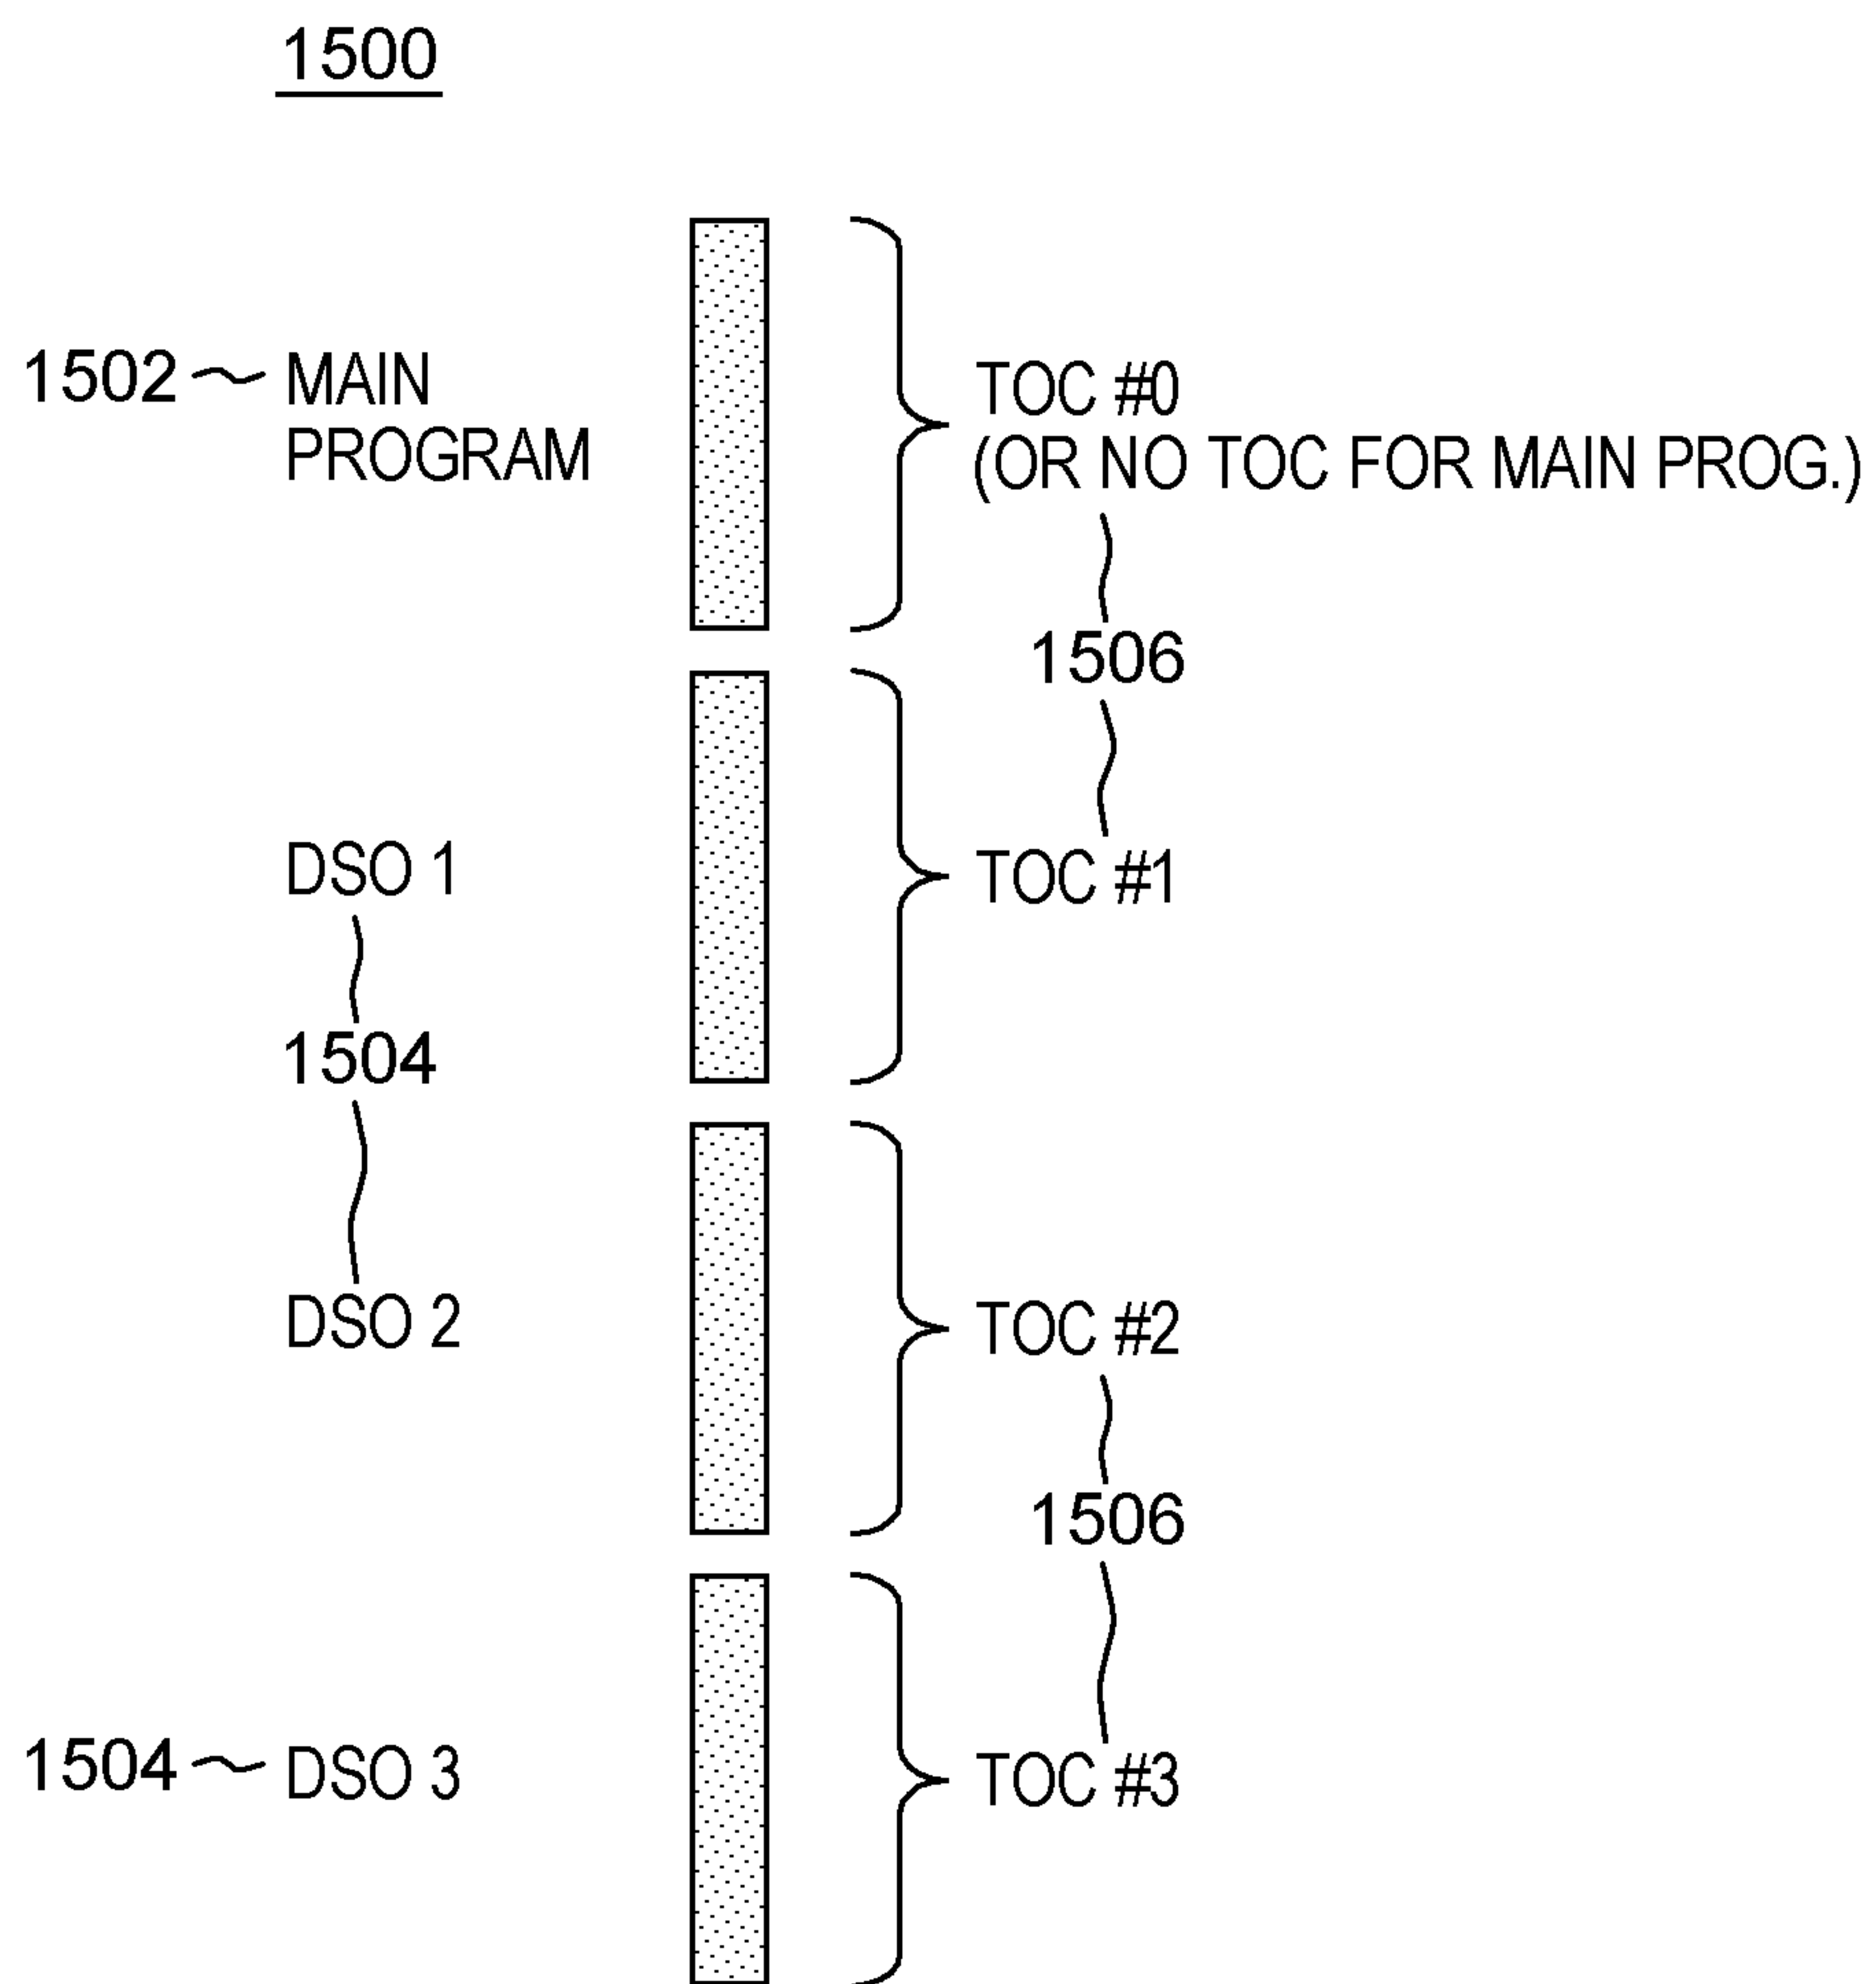 1500
1502 MAIN
PROGRAM
TOC #0
(OR NO TOC FOR MAIN PROG.)
1506
DSO 1
TOC #1
1504
DSO 2
TOC #2
1506
1504 DSO 3
TOC #3